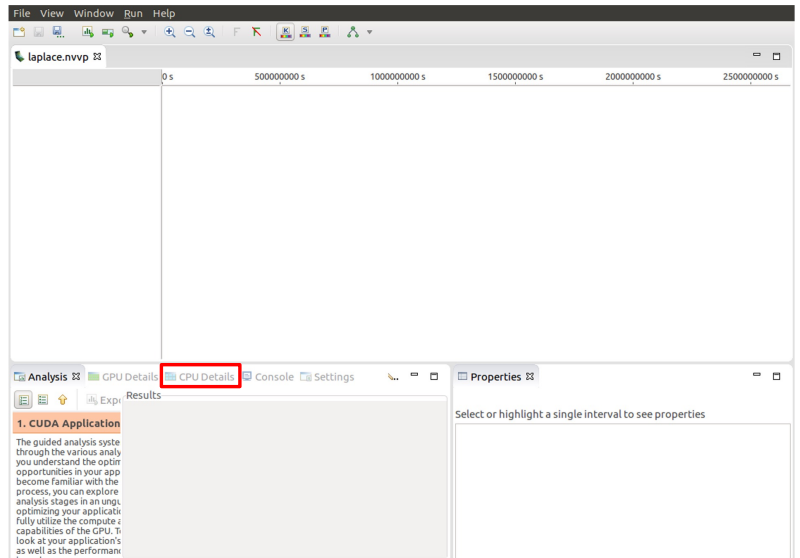 File View Window Run Help
F K S P
laplace.nvvp
0 s 500000000 s 1000000000 s 1500000000 s 2000000000 s 2500000000 s
Analysis GPU Details CPU Details Console Settings
Properties
Expo
Results
Select or highlight a single interval to see properties
1. CUDA Application
The guided analysis syste
through the various analy
you understand the optim
opportunities in your app
become familiar with the
process, you can explore
analysis stages in an ungu
optimizing your applicatio
fully utilize the compute a
capabilities of the GPU. T
look at your application's
as well as the performanc